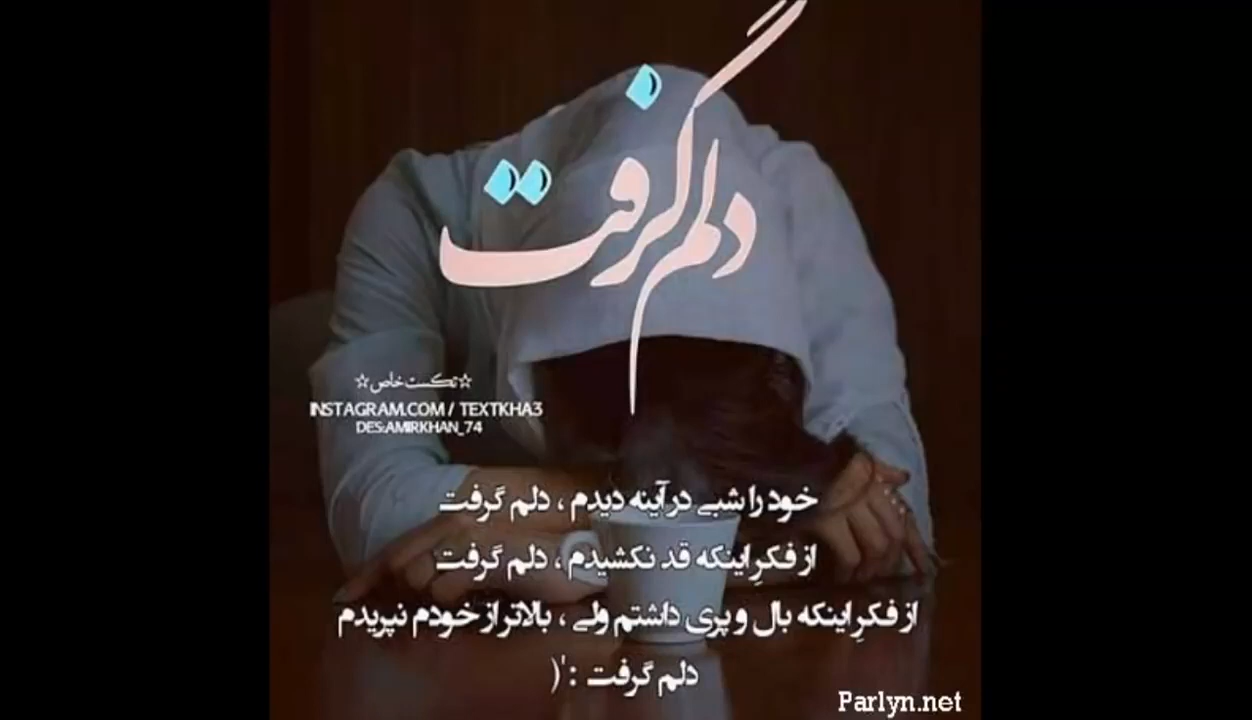 دلم گرفت
☆تکست خاص☆
INSTAGRAM.COM / TEXTKHA3
DES:AMIRKHAN_74
خود را شبی در آینه دیدم ، دلم گرفت
از فکرِ اینکه قد نکشیدم ، دلم گرفت
از فکرِ اینکه بال و پری داشتم ولی ، بالاتر از خودم نپریدم
دلم گرفت :'(
Parlyn.net